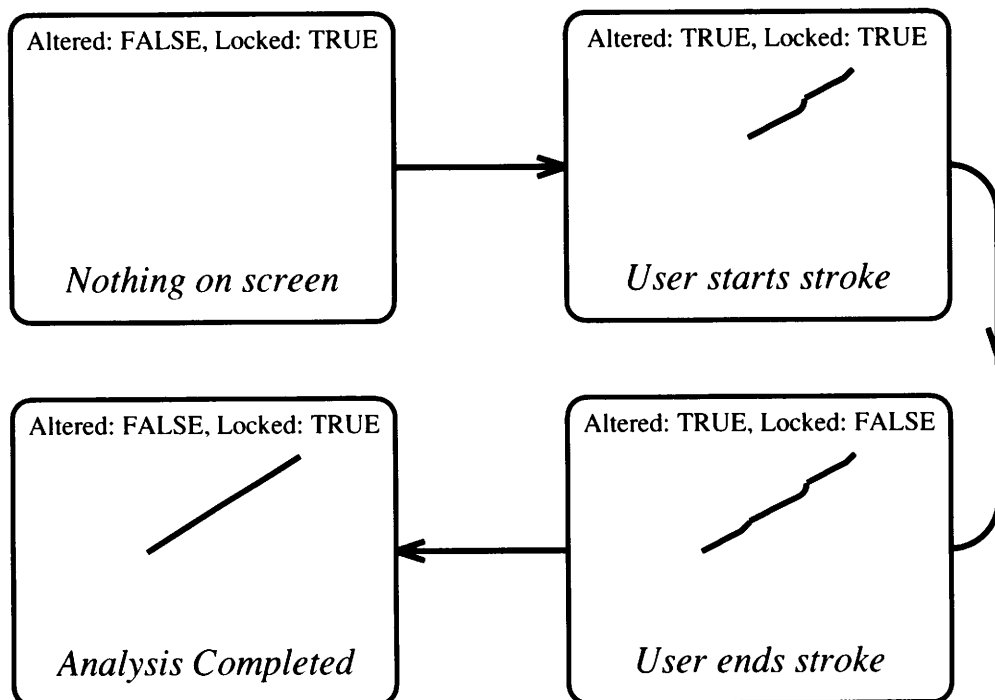 Altered: FALSE, Locked: TRUE
Nothing on screen
Altered: TRUE, Locked: TRUE
User starts stroke
Altered: TRUE, Locked: FALSE
User ends stroke
Altered: FALSE, Locked: TRUE
Analysis Completed